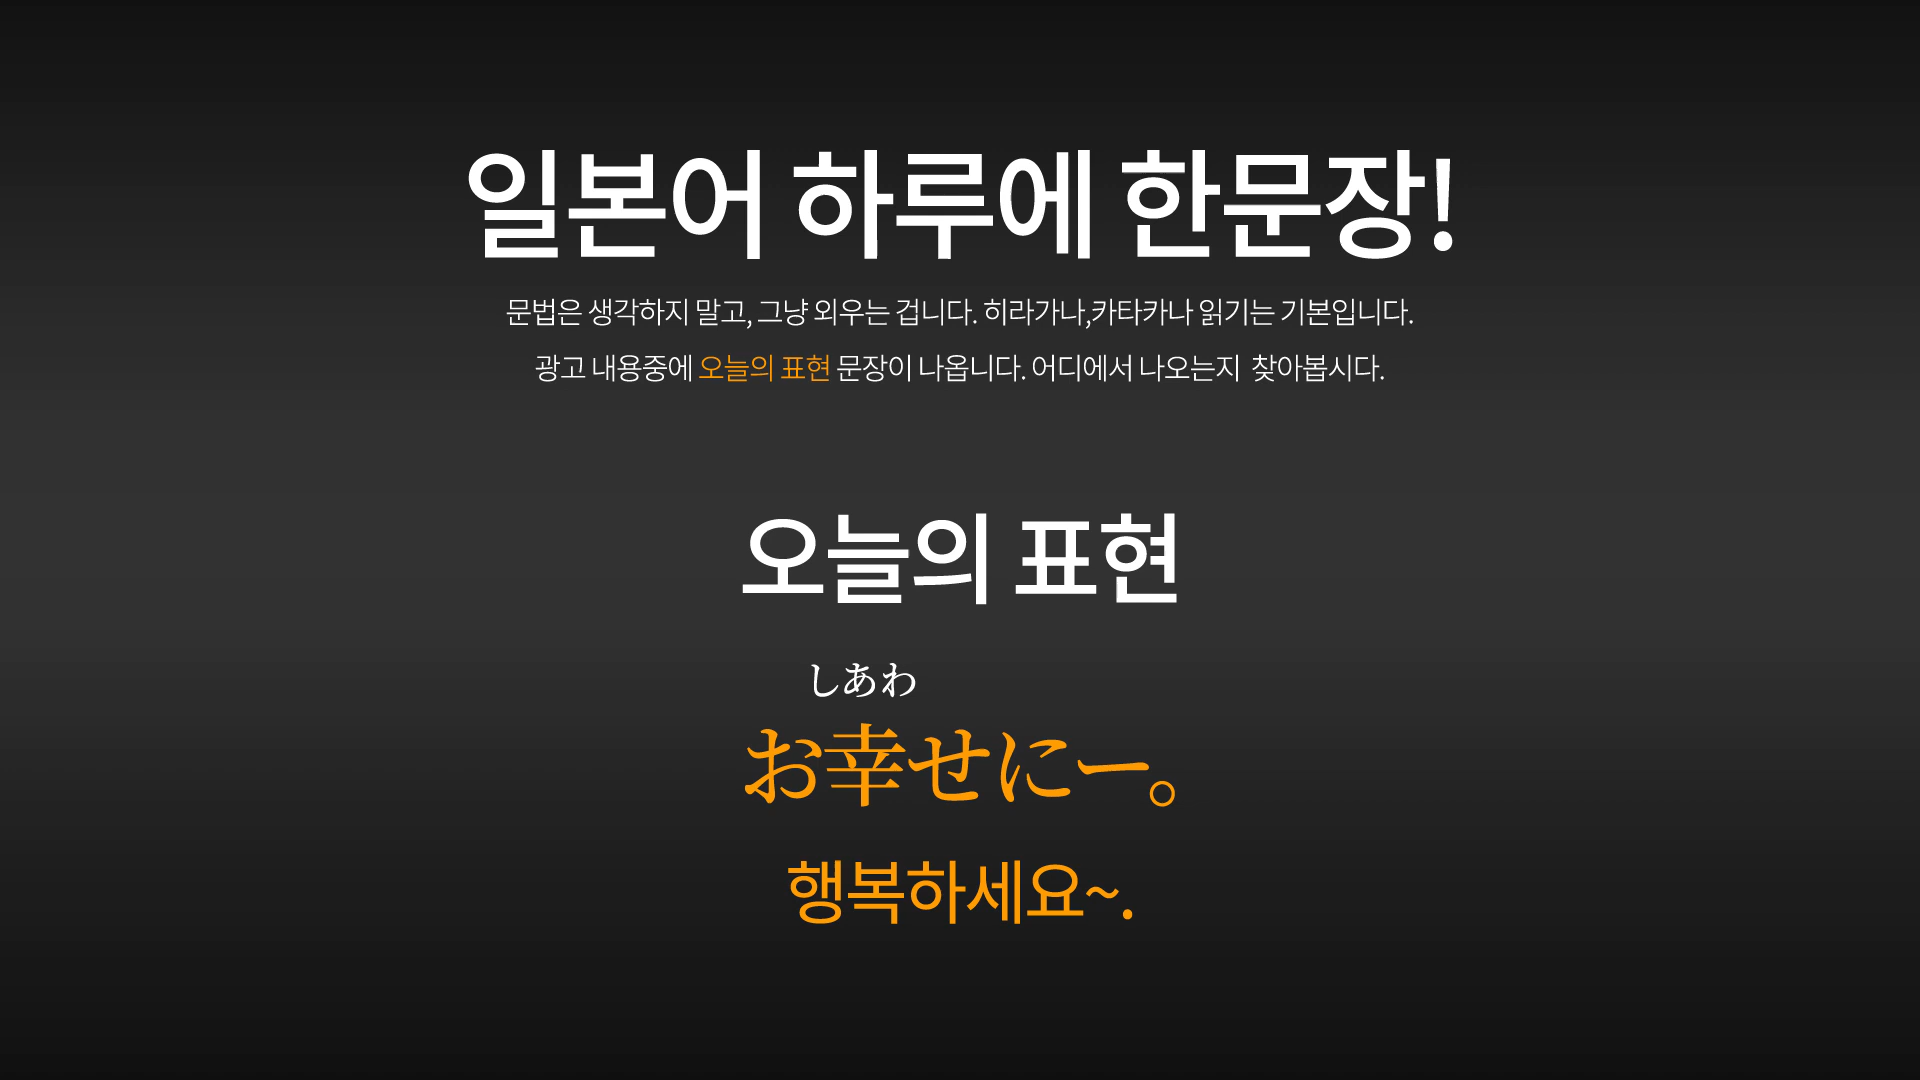 일본어 하루에 한문장!
문법은 생각하지 말고, 그냥 외우는 겁니다. 히라가나,카타카나 읽기는 기본입니다.
광고 내용중에 오늘의 표현 문장이 나옵니다. 어디에서 나오는지 찾아봅시다.
오늘의 표현
しあわ
お幸せにー。
행복하세요~.